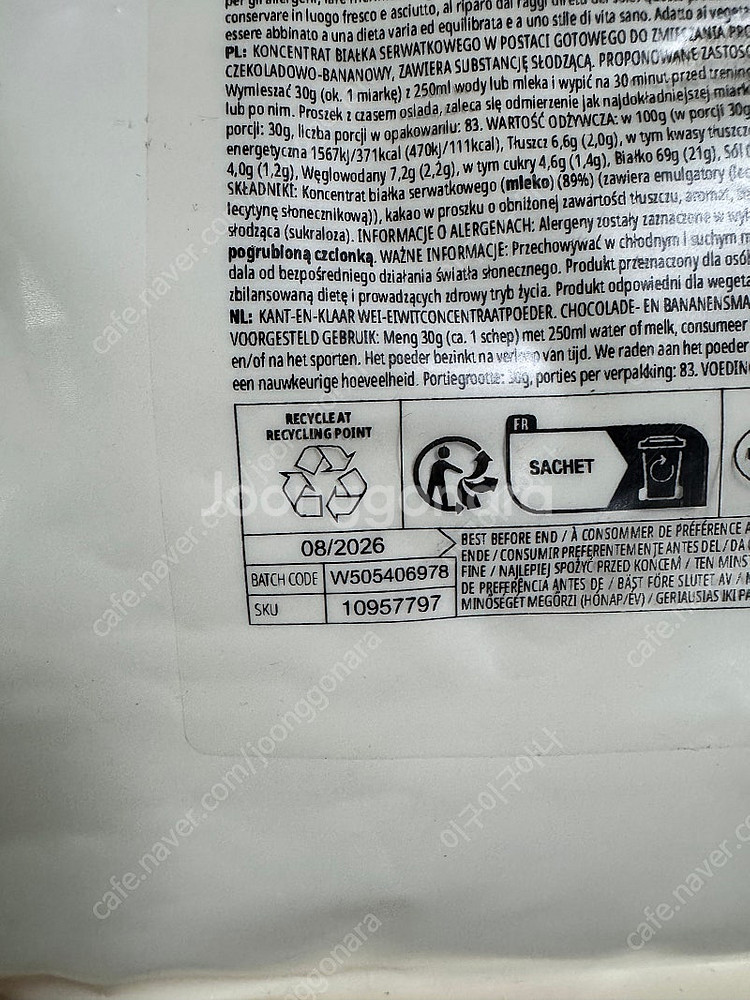 conservare in luogo fresco e asciutto, al riparo dai raggi
essere abbinato a una dieta varia ed equilibrata e a uno stile di vita sano. Adatto ai
PL: KONCENTRAT BIAŁKA SERWATKOWEGO W POSTACI GOTOWEGO DO
CZEKOLADOWO-BANANOWY, ZAWIERA SUBSTANCJĘ SŁODZĄCĄ. PROPONOWANE
Wymieszać 30g (ok. 1 miarkę) z 250ml wody lub mleka i wypić na 30 minut przed
lub po nim. Proszek z czasem osiada, zaleca się odmierzenie jak najdokładniejszej
porcji: 30g, liczba porcji w opakowaniu: 83. WARTOŚĆ ODŻYWCZA: w 100g (w porcji 30g
energetyczna 1567kj/371kcal (470kj/111kcal), Tłuszcz 6,6g (2,0g), w tym kwasy
4,0g (1,2g), Węglowodany 7,2g (2,2g), w tym cukry 4,6g (1,4g), Białko 69g (21g), Sól
SKŁADNIKI: Koncentrat białka serwatkowego (mleko) (89%) (zawiera emulgatory
lecytynę słonecznikową)), kakao w proszku o obniżonej zawartości tłuszczu, aromat,
słodząca (sukraloza). INFORMACJE O ALERGENACH: Alergeny zostały zaznaczone
pogrubioną czcionką. WAŻNE INFORMACJE: Przechowywać w chłodnym i suchym
dala od bezpośredniego działania światła słonecznego. Produkt przeznaczony dla
zbilansowaną dietę i prowadzących zdrowy tryb życia. Produkt odpowiedni dla
NL: KANT-EN-KLAAR WEI-EIWITCONCENTRAATPOEDER. CHOCOLADE- EN
VOORGESTELD GEBRUIK: Meng 30g (ca. 1 schep) met 250ml water of melk, consumeer
en/of na het sporten. Het poeder bezinkt na verloop van tijd. We raden aan het poeder
een nauwkeurige hoeveelheid. Portiegrootte: 30g, porties per verpakking: 83.
RECYCLE AT
RECYCLING POINT
FR
SACHET
08/2026
BATCH CODE W505406978
SKU 10957797
BEST BEFORE END / À CONSOMMER DE PRÉFÉRENCE
ENDE / CONSUMIR PREFERENTEMENTE ANTES DEL / DA
FINE / NAJLEPIEJ SPOŻYĆ PRZED KOŃCEM / TEN
DE PREFERÊNCIA ANTES DE / BÄST FÖRE SLUTET AV /
MINŐSÉGÉT MEGŐRZI (HÓNAP/ÉV) / GERIAUSIAS IKI
Joonggonara
cafe.naver.com/joonggonara
이구아구아나